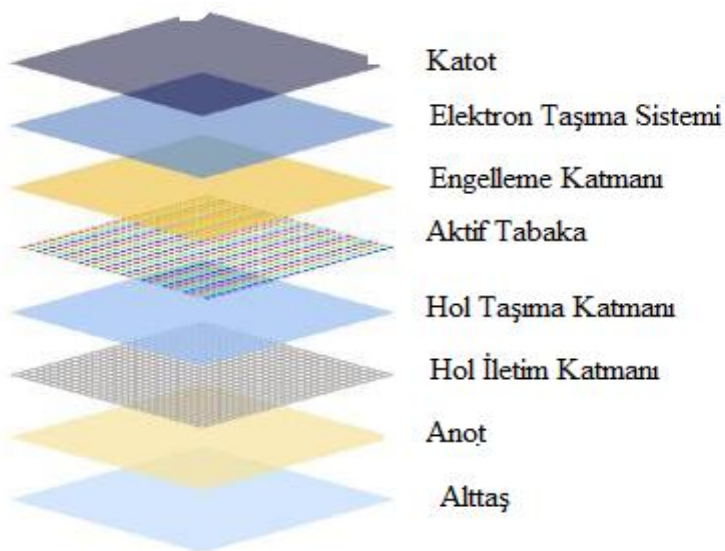 Katot
Elektron Taşıma Sistemi
Engelleme Katmanı
Aktif Tabaka
Hol Taşıma Katmanı
Hol İletim Katmanı
Anot
Alttaş